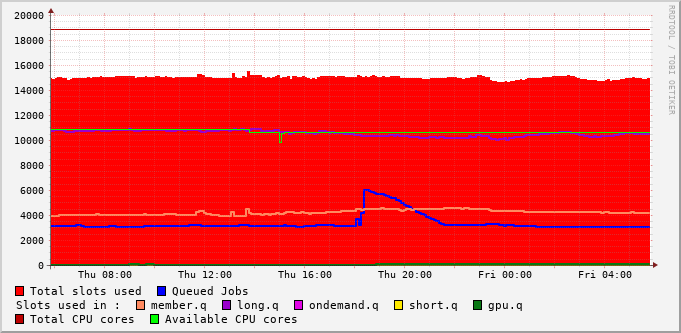 20000
18000
16000
14000
12000
10000
8000
6000
4000
2000
0
Thu 08:00 Thu 12:00 Thu 16:00 Thu 20:00 Fri 00:00 Fri 04:00
Total slots used Queued Jobs
Slots used in : member.q long.q ondemand.q short.q gpu.q
Total CPU cores Available CPU cores
RRDTOOL / TOBI OETIKER